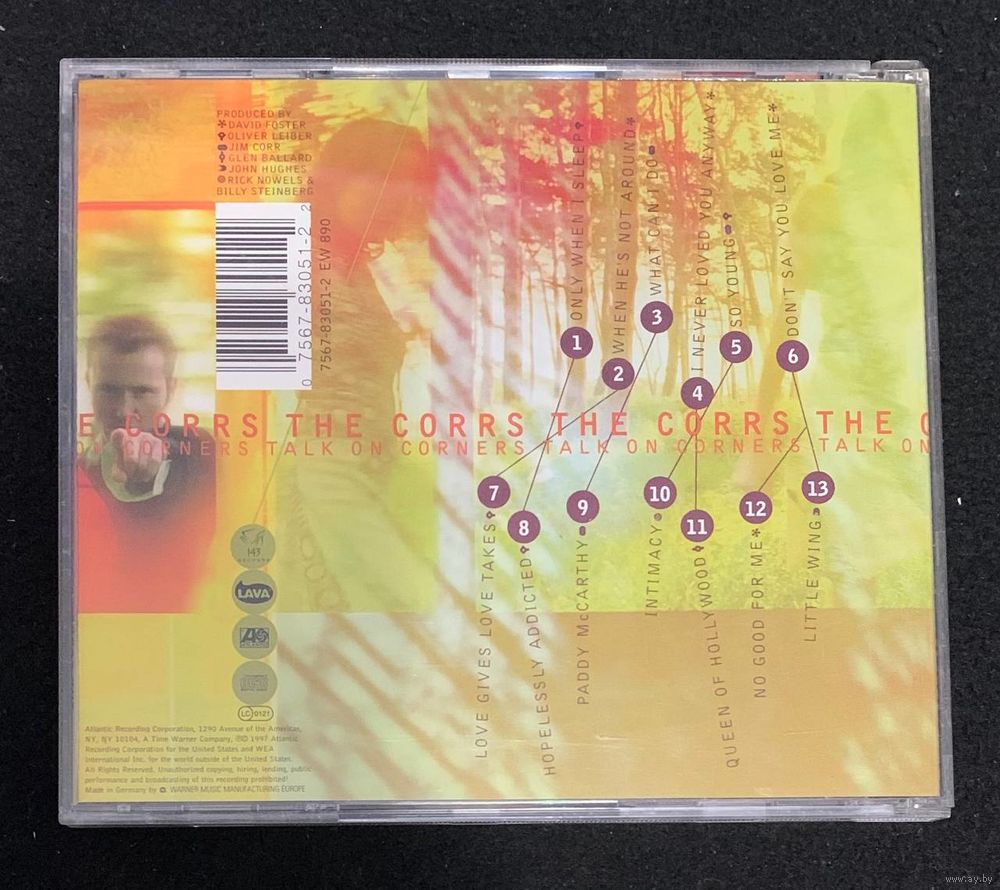 PRODUCED BY
DAVID FOSTER
OLIVER LEIBER
JIM CORR
GLEN BALLARD
JOHN HUGHES
RICK NOWELS &
BILLY STEINBERG
0 7567-83051-2 2
7567-83051-2 EW 890
1 ONLY WHEN I SLEEP
2 WHEN HE'S NOT AROUND*
3 WHAT CAN I DO
4 I NEVER LOVED YOU ANYWAY*
5 SO YOUNG
6 DON'T SAY YOU LOVE ME*
E CORRS THE CORRS THE CORRS THE C
ON CORNERS TALK ON CORNERS TALK ON CORNERS TALK ON
7 LOVE GIVES LOVE TAKES
8 HOPELESSLY ADDICTED
9 PADDY McCARTHY
10 INTIMACY
11 QUEEN OF HOLLYWOOD
12 NO GOOD FOR ME*
13 LITTLE WING
143
RECORDS
LAVA
LC 0121
Atlantic Recording Corporation, 1290 Avenue of the Americas,
NY, NY 10104. A Time Warner Company. ℗© 1997 Atlantic
Recording Corporation for the United States and WEA
International Inc. for the world outside of the United States.
All Rights Reserved. Unauthorized copying, hiring, lending, public
performance and broadcasting of this recording prohibited!
Made in Germany by WARNER MUSIC MANUFACTURING EUROPE
www.ay.by